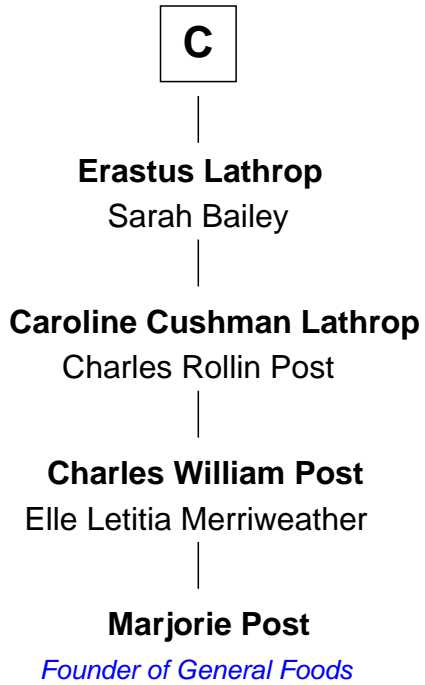 C
Erastus Lathrop
Sarah Bailey
Caroline Cushman Lathrop
Charles Rollin Post
Charles William Post
Elle Letitia Merriweather
Marjorie Post
Founder of General Foods